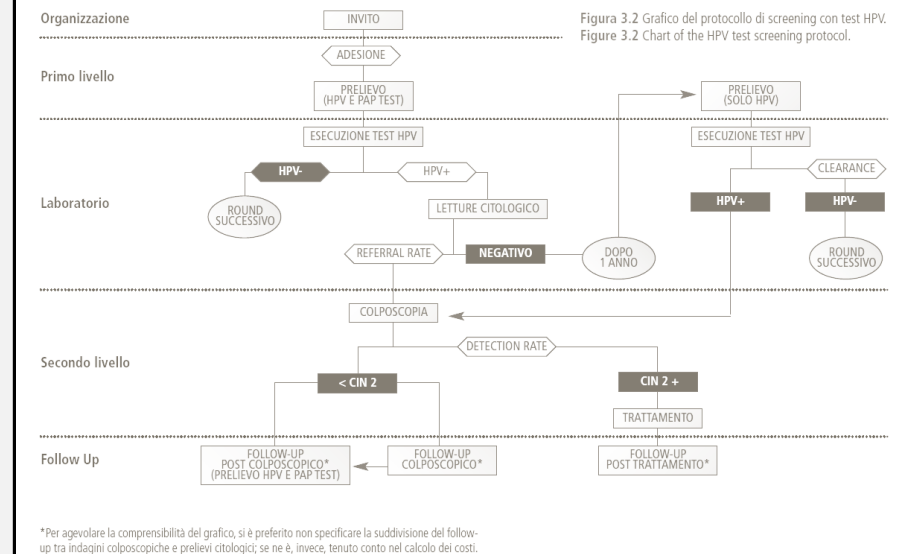 Organizzazione
INVITO
Figura 3.2 Grafico del protocollo di screening con test HPV.
Figure 3.2 Chart of the HPV test screening protocol.
ADESIONE
Primo livello
PRELIEVO
(HPV E PAP TEST)
PRELIEVO
(SOLO HPV)
ESECUZIONE TEST HPV
ESECUZIONE TEST HPV
HPV-
HPV+
CLEARANCE
Laboratorio
ROUND
SUCCESSIVO
LETTURE CITOLOGICO
HPV+
HPV-
REFERRAL RATE
NEGATIVO
DOPO
1 ANNO
ROUND
SUCCESSIVO
COLPOSCOPIA
DETECTION RATE
Secondo livello
< CIN 2
CIN 2 +
TRATTAMENTO
Follow Up
FOLLOW-UP
POST COLPOSCOPICO*
(PRELIEVO HPV E PAP TEST)
FOLLOW-UP
COLPOSCOPICO*
FOLLOW-UP
POST TRATTAMENTO*
*Per agevolare la comprensibilità del grafico, si è preferito non specificare la suddivisione del follow-
up tra indagini colposcopiche e prelievi citologici; se ne è, invece, tenuto conto nel calcolo dei costi.